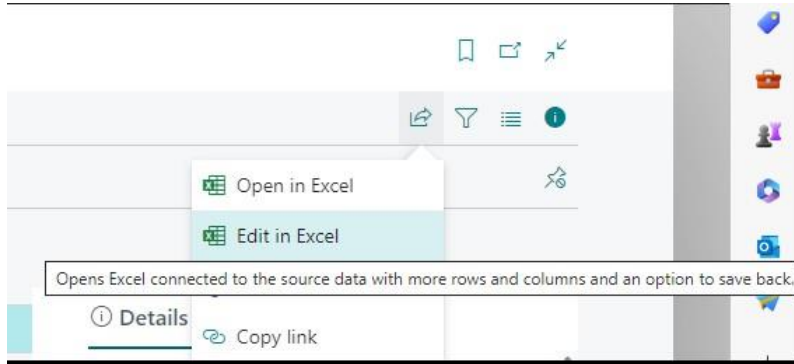 Open in Excel
Edit in Excel
Opens Excel connected to the source data with more rows and columns and an option to save back.
Details
Copy link